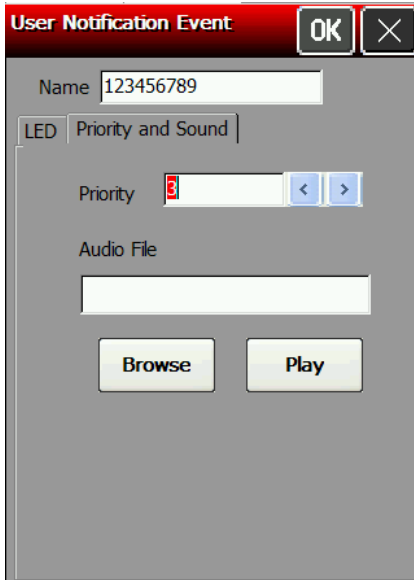 User Notification Event OK
Name 123456789
LED Priority and Sound
Priority 3 < >
Audio File
Browse Play